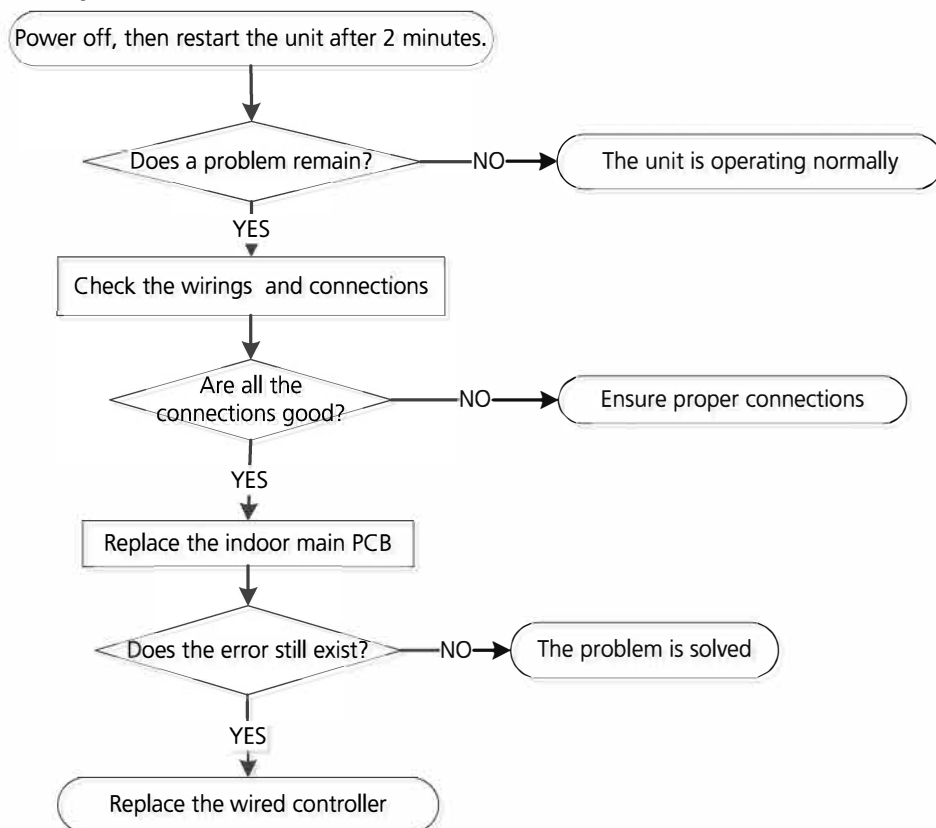 Power off, then restart the unit after 2 minutes.
Does a problem remain?
NO
The unit is operating normally
YES
Check the wirings and connections
Are all the
connections good?
NO
Ensure proper connections
YES
Replace the indoor main PCB
Does the error still exist?
NO
The problem is solved
YES
Replace the wired controller